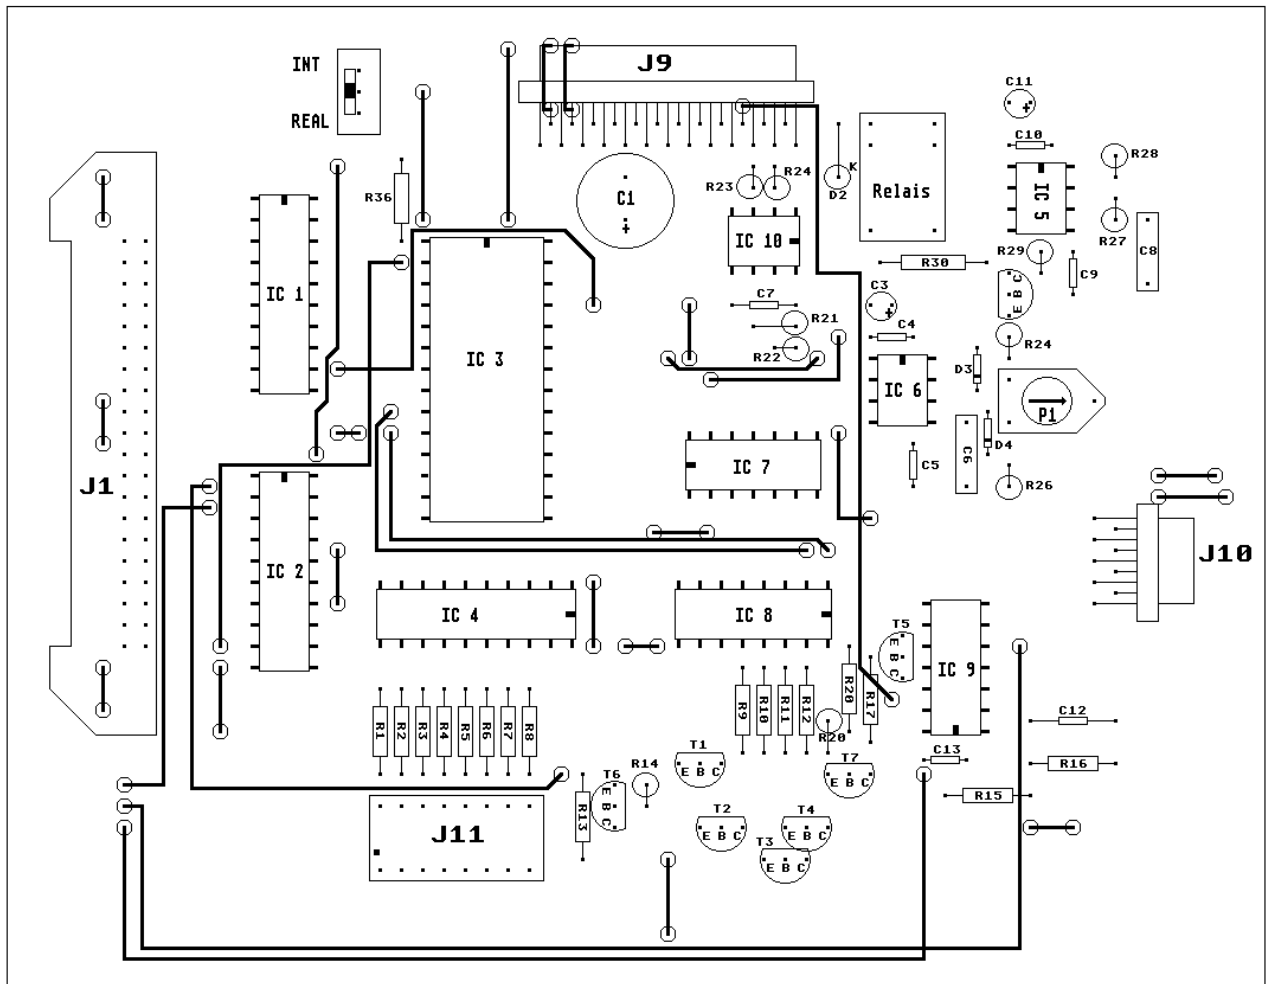 INT
J9
C11
REAL
C10
R28
R23
R24
K
D2
Relais
IC 5
R36
C1
R27
IC 10
R29
C8
R30
C9
IC 1
C7
C3
E B C
R21
C4
R24
R22
IC 3
D3
IC 6
P1
D4
C6
C5
IC 7
J1
R26
J10
IC 2
IC 4
IC 8
T5
E B C
IC 9
R20
R17
R9
R10
R11
R12
R20
C12
R1
R2
R3
R4
R5
R6
R7
R8
T1
E B C
C13
T7
E B C
R14
T6
E B C
R16
R15
R13
J11
T2
E B C
T4
E B C
T3
E B C